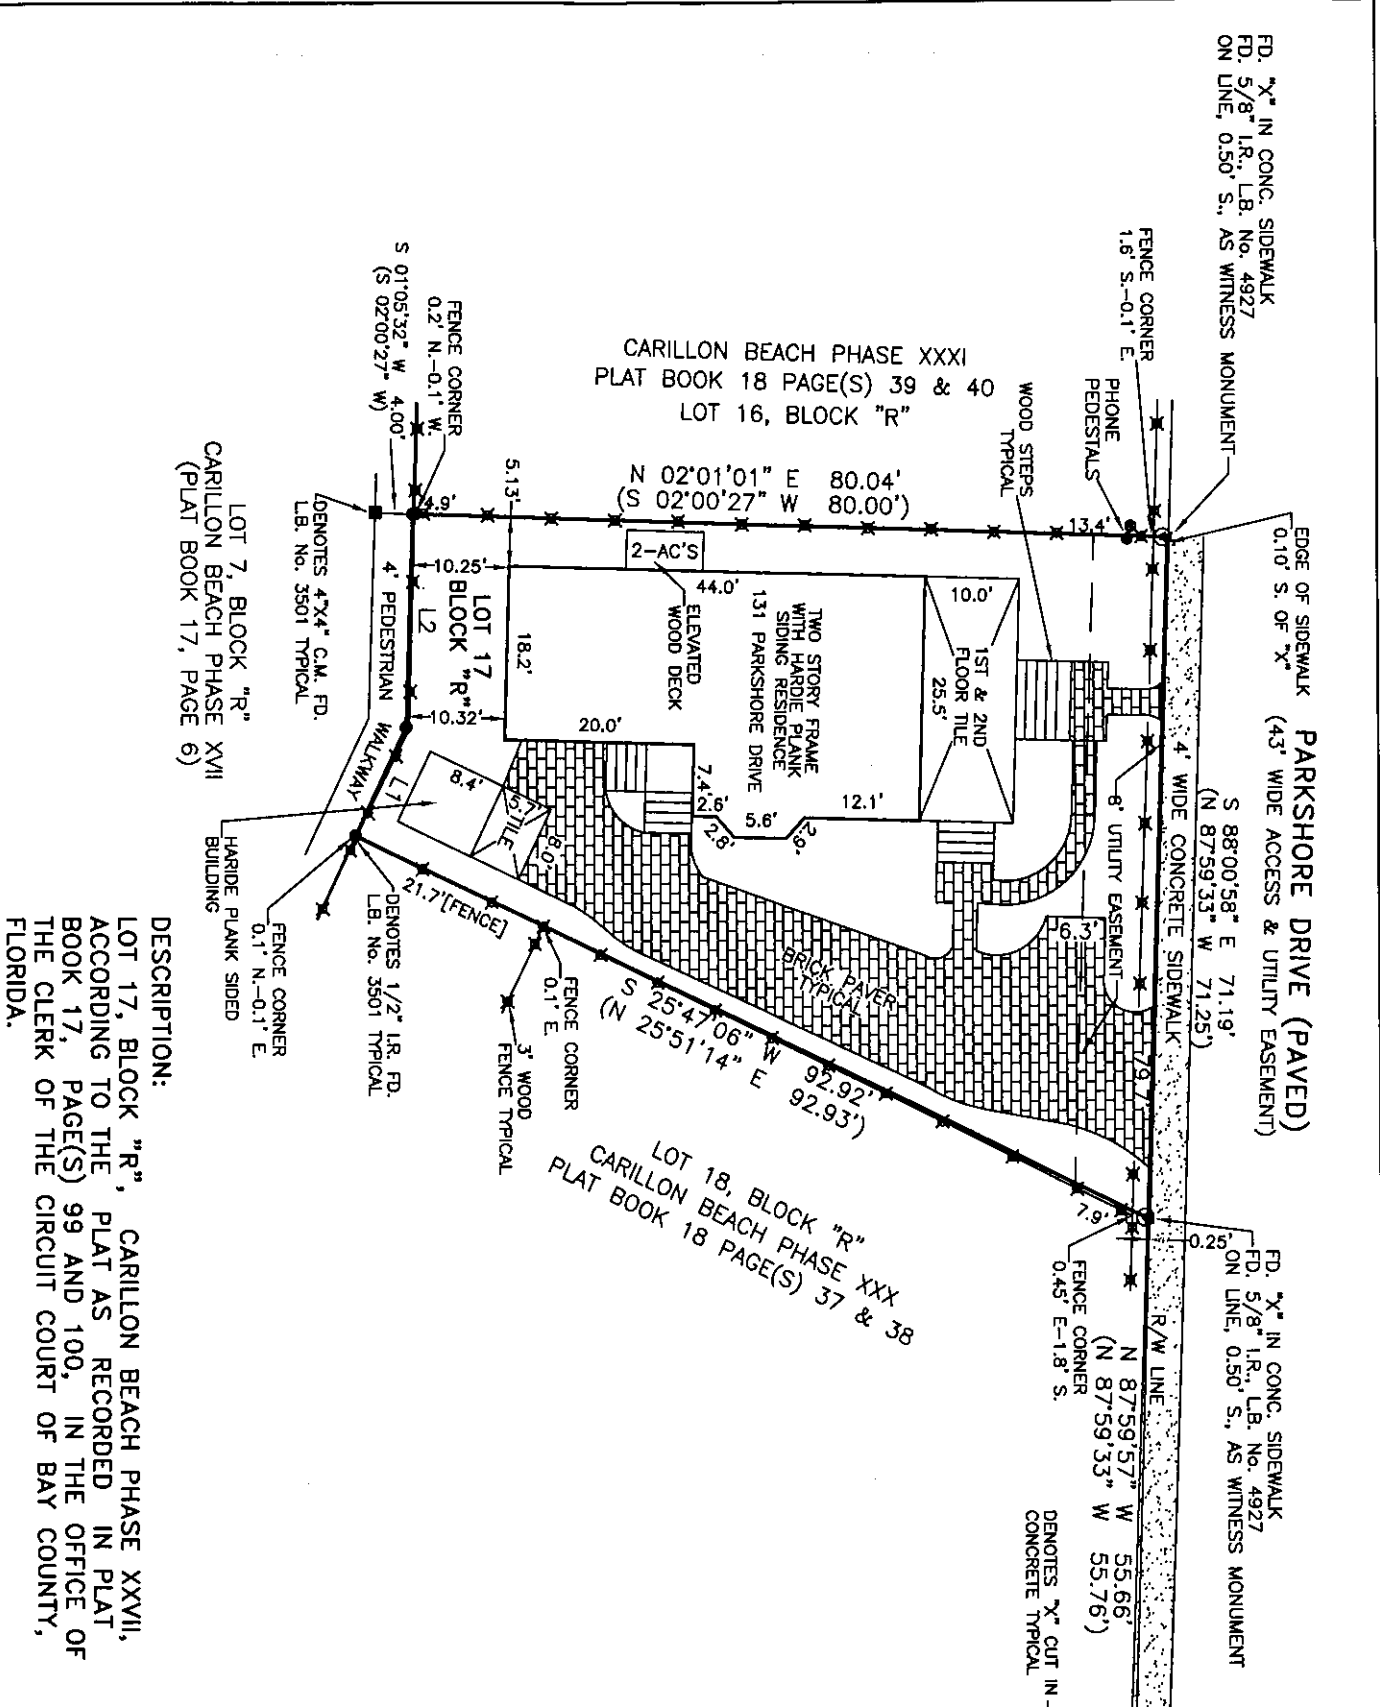 FD. "X" IN CONC. SIDEWALK
FD. 5/8" I.R., L.B. No. 4927
ON LINE, 0.50' S., AS WITNESS MONUMENT
EDGE OF SIDEWALK
0.10' S. OF "X"
PARKSHORE DRIVE (PAVED)
(43' WIDE ACCESS & UTILITY EASEMENT)
S 88°00'58" E 71.19'
(N 87°59'33" W 71.25')
4' WIDE CONCRETE SIDEWALK
FD. "X" IN CONC. SIDEWALK
FD. 5/8" I.R., L.B. No. 4927
ON LINE, 0.50' S., AS WITNESS MONUMENT
0.25'
R/W LINE
N 87°59'57" W 55.66'
(N 87°59'33" W 55.76')
DENOTES "X" CUT IN
CONCRETE TYPICAL
FENCE CORNER
0.45' E-1.8' S.
7.9'
FENCE CORNER
1.6' S.-0.1' E.
PHONE
PEDESTALS
13.4'
WOOD STEPS
TYPICAL
8' UTILITY EASEMENT
6.3'
CARILLON BEACH PHASE XXXI
PLAT BOOK 18 PAGE(S) 39 & 40
LOT 16, BLOCK "R"
N 02°01'01" E 80.04'
(S 02°00'27" W 80.00')
10.0'
1ST & 2ND
FLOOR TILE
25.5'
2-AC'S
44.0'
TWO STORY FRAME
WITH HARDIE PLANK
SIDING RESIDENCE
131 PARKSHORE DRIVE
12.1'
2.9'
5.6'
2.8'
2.6'
7.4'
ELEVATED
WOOD DECK
20.0'
18.2'
5.13'
BRICK PAVER
TYPICAL
S 25°47'06" W 92.92'
(N 25°51'14" E 92.93')
LOT 18, BLOCK "R"
CARILLON BEACH PHASE XXX
PLAT BOOK 18 PAGE(S) 37 & 38
FENCE CORNER
0.2' N.-0.1' W.
4.9'
S 01°05'32" W 4.00'
(S 02°00'27" W)
10.25'
LOT 17
BLOCK "R"
L2
10.32'
4' PEDESTRIAN WALKWAY
L1
8.4'
5.7'
TILE
8.0'
21.7'[FENCE]
FENCE CORNER
0.1' E.
3' WOOD
FENCE TYPICAL
DENOTES 1/2" I.R. FD.
L.B. No. 3501 TYPICAL
DENOTES 4"X4" C.M. FD.
L.B. No. 3501 TYPICAL
FENCE CORNER
0.1' N.-0.1' E.
HARIDE PLANK SIDED
BUILDING
LOT 7, BLOCK "R"
CARILLON BEACH PHASE XVII
(PLAT BOOK 17, PAGE 6)
DESCRIPTION:
LOT 17, BLOCK "R", CARILLON BEACH PHASE XXVII,
ACCORDING TO THE PLAT AS RECORDED IN PLAT
BOOK 17, PAGE(S) 99 AND 100, IN THE OFFICE OF
THE CLERK OF THE CIRCUIT COURT OF BAY COUNTY,
FLORIDA.